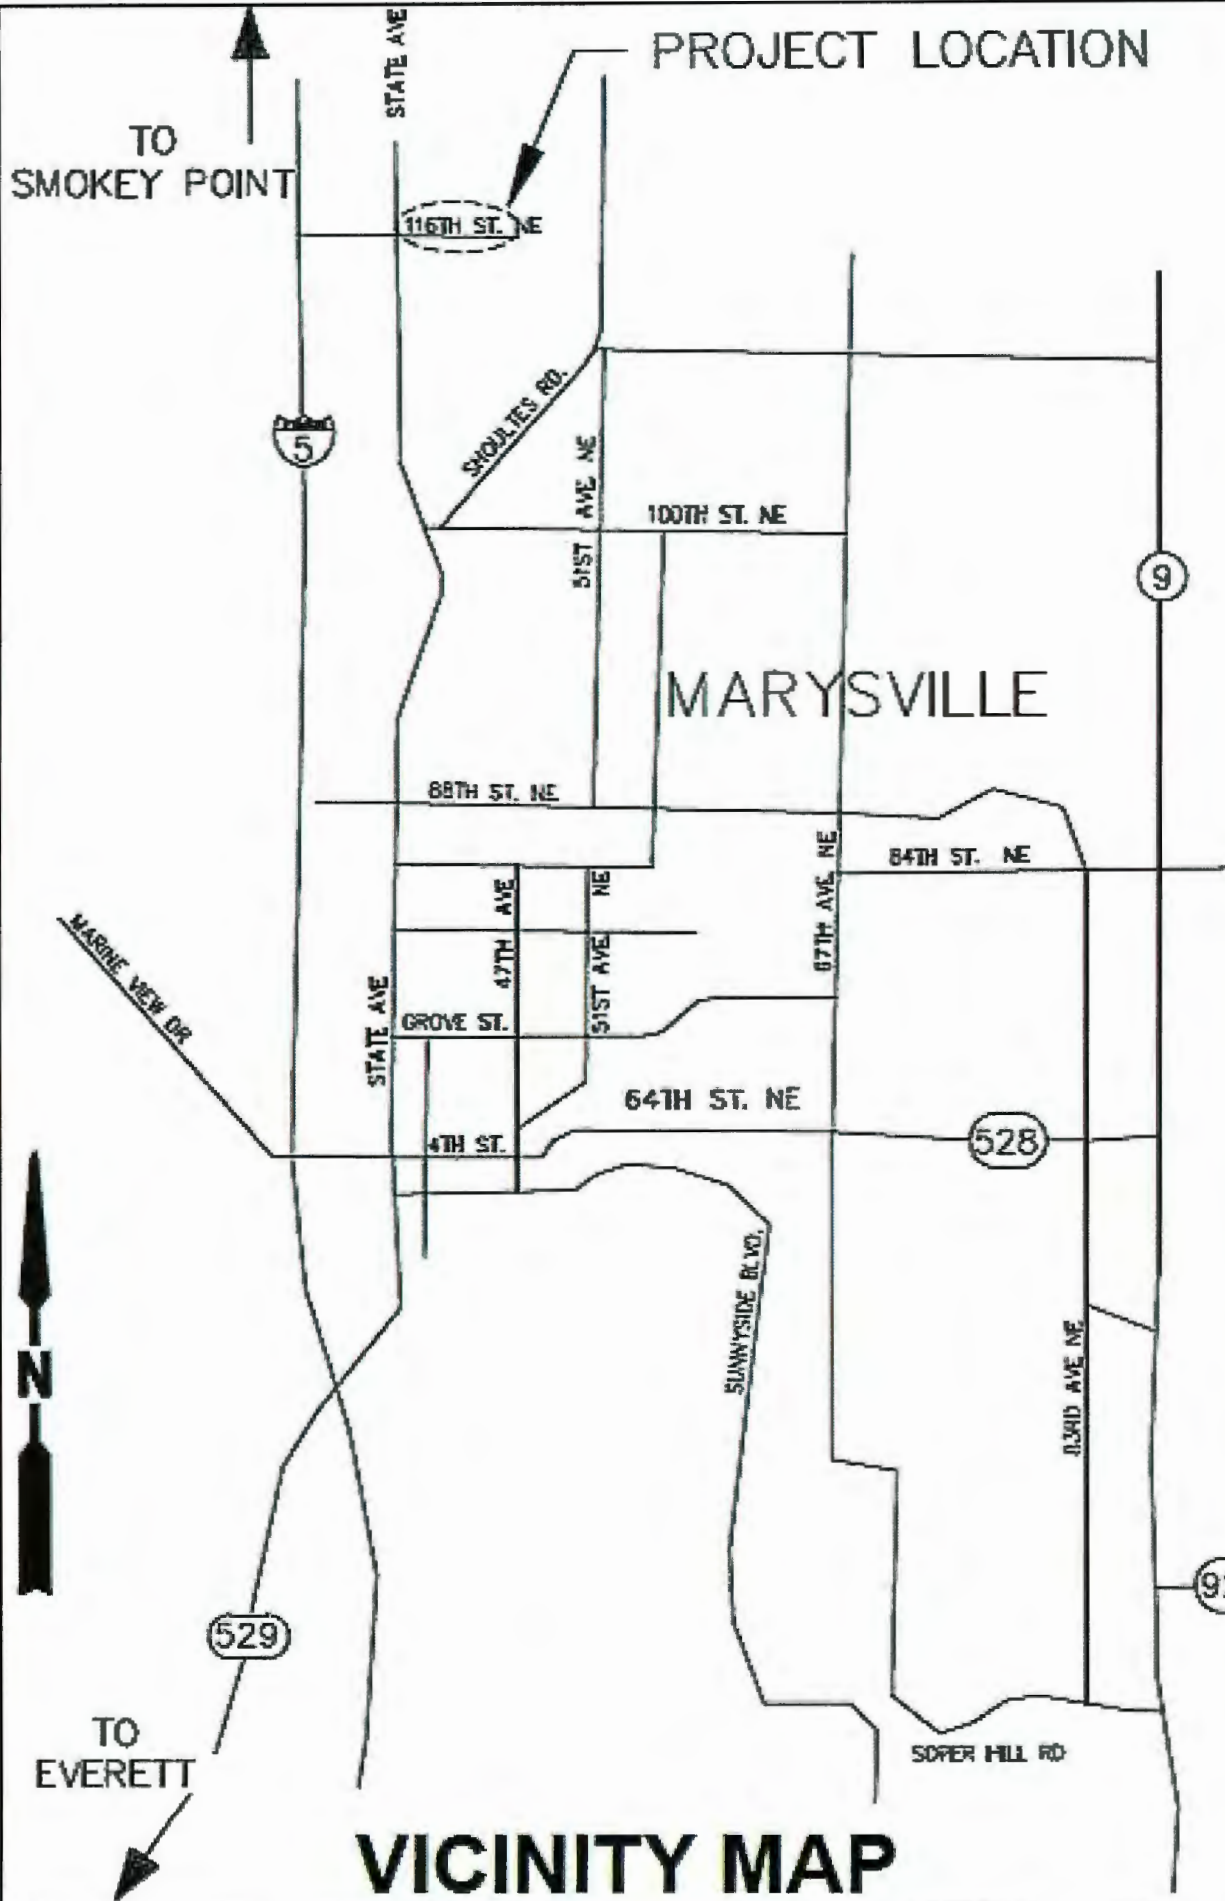 STATE AVE
PROJECT LOCATION
TO
SMOKEY POINT
116TH ST. NE
SHOULTES RD.
5
51ST AVE NE
100TH ST. NE
9
MARYSVILLE
88TH ST. NE
84TH ST. NE
67TH AVE NE
47TH AVE
51ST AVE NE
MARINE VIEW DR
STATE AVE
GROVE ST.
64TH ST. NE
4TH ST.
528
SUNNYSIDE BLVD.
N
83RD AVE NE
529
TO
EVERETT
SOPER HILL RD
VICINITY MAP